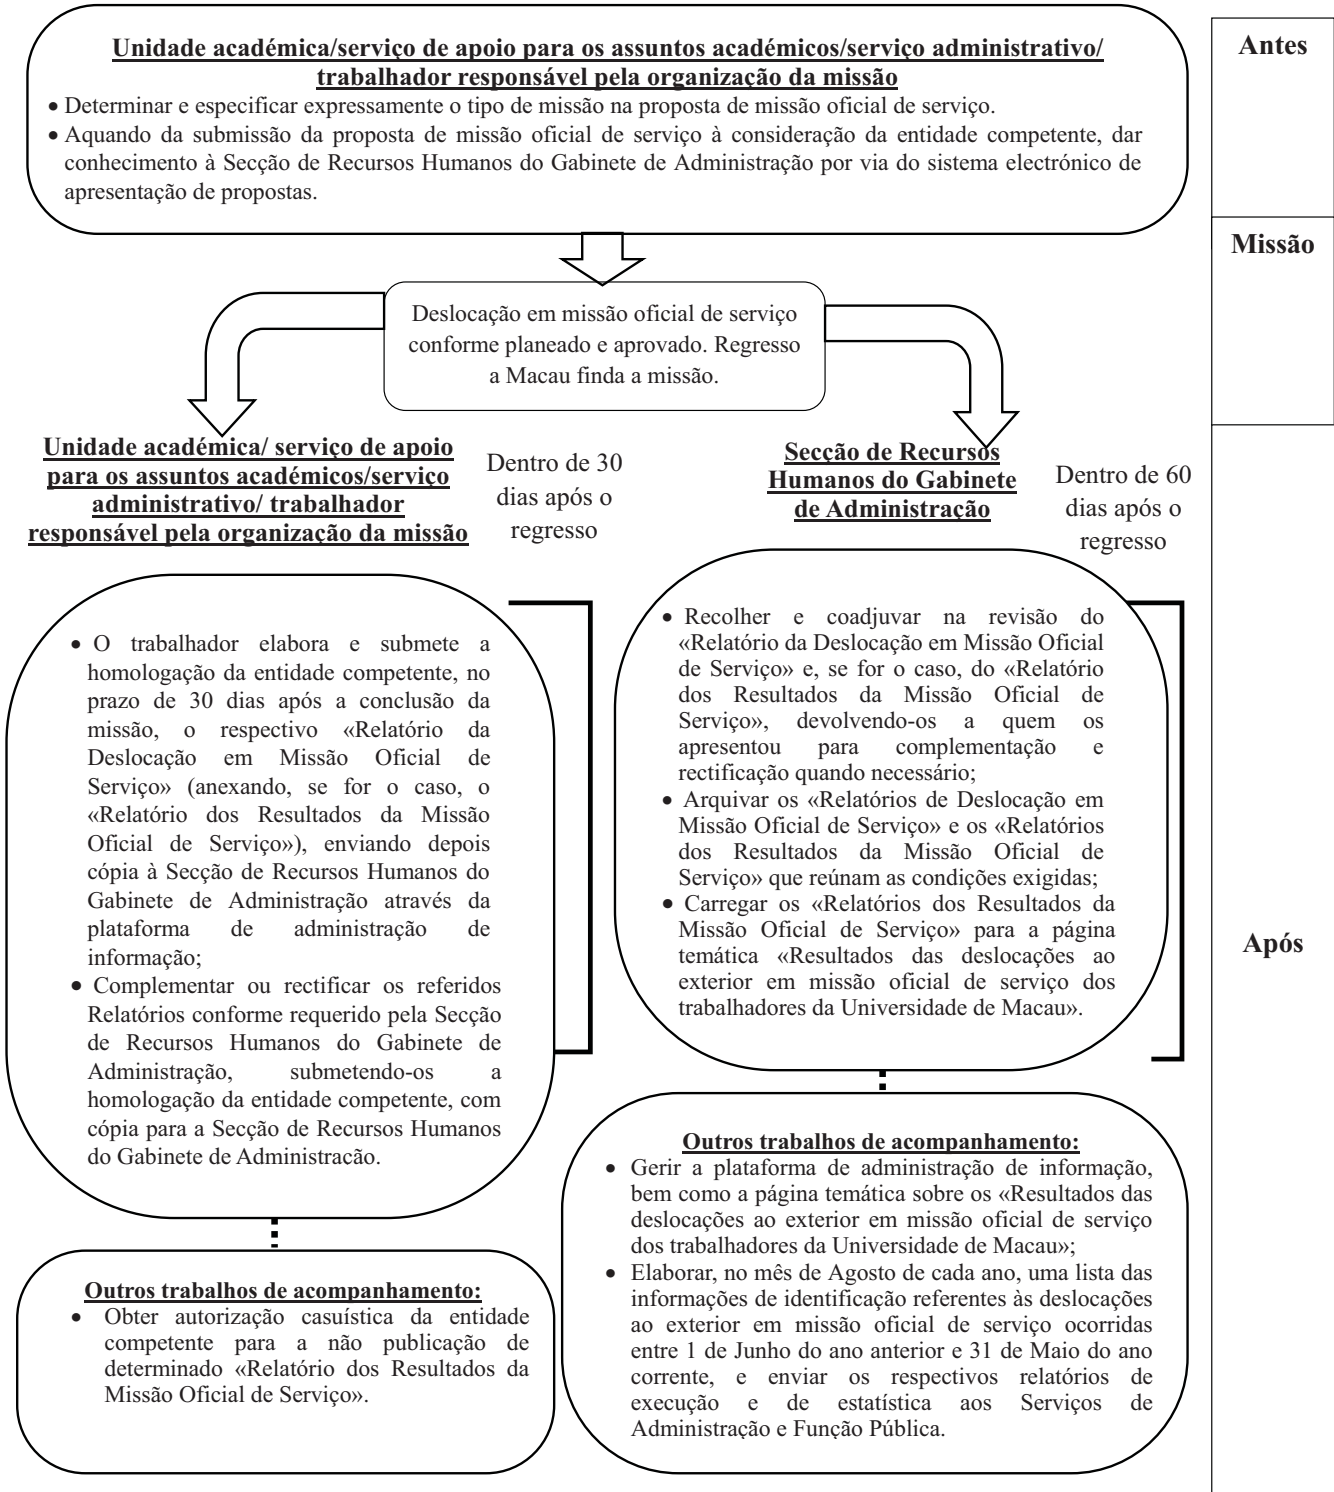 Unidade académica/serviço de apoio para os assuntos académicos/serviço administrativo/
trabalhador responsável pela organização da missão
• Determinar e especificar expressamente o tipo de missão na proposta de missão oficial de serviço.
• Aquando da submissão da proposta de missão oficial de serviço à consideração da entidade competente, dar
conhecimento à Secção de Recursos Humanos do Gabinete de Administração por via do sistema electrónico de
apresentação de propostas.
Antes
Missão
Deslocação em missão oficial de serviço
conforme planeado e aprovado. Regresso
a Macau finda a missão.
Unidade académica/ serviço de apoio
para os assuntos académicos/serviço
administrativo/ trabalhador
responsável pela organização da missão
Dentro de 30
dias após o
regresso
• O trabalhador elabora e submete a
homologação da entidade competente, no
prazo de 30 dias após a conclusão da
missão, o respectivo «Relatório da
Deslocação em Missão Oficial de
Serviço» (anexando, se for o caso, o
«Relatório dos Resultados da Missão
Oficial de Serviço»), enviando depois
cópia à Secção de Recursos Humanos do
Gabinete de Administração através da
plataforma de administração de
informação;
• Complementar ou rectificar os referidos
Relatórios conforme requerido pela Secção
de Recursos Humanos do Gabinete de
Administração, submetendo-os a
homologação da entidade competente, com
cópia para a Secção de Recursos Humanos
do Gabinete de Administracão.
Outros trabalhos de acompanhamento:
• Obter autorização casuística da entidade
competente para a não publicação de
determinado «Relatório dos Resultados da
Missão Oficial de Serviço».
Secção de Recursos
Humanos do Gabinete
de Administração
Dentro de 60
dias após o
regresso
• Recolher e coadjuvar na revisão do
«Relatório da Deslocação em Missão Oficial
de Serviço» e, se for o caso, do «Relatório
dos Resultados da Missão Oficial de
Serviço», devolvendo-os a quem os
apresentou para complementação e
rectificação quando necessário;
• Arquivar os «Relatórios de Deslocação em
Missão Oficial de Serviço» e os «Relatórios
dos Resultados da Missão Oficial de
Serviço» que reúnam as condições exigidas;
• Carregar os «Relatórios dos Resultados da
Missão Oficial de Serviço» para a página
temática «Resultados das deslocações ao
exterior em missão oficial de serviço dos
trabalhadores da Universidade de Macau».
Outros trabalhos de acompanhamento:
• Gerir a plataforma de administração de informação,
bem como a página temática sobre os «Resultados das
deslocações ao exterior em missão oficial de serviço
dos trabalhadores da Universidade de Macau»;
• Elaborar, no mês de Agosto de cada ano, uma lista das
informações de identificação referentes às deslocações
ao exterior em missão oficial de serviço ocorridas
entre 1 de Junho do ano anterior e 31 de Maio do ano
corrente, e enviar os respectivos relatórios de
execução e de estatística aos Serviços de
Administração e Função Pública.
Após